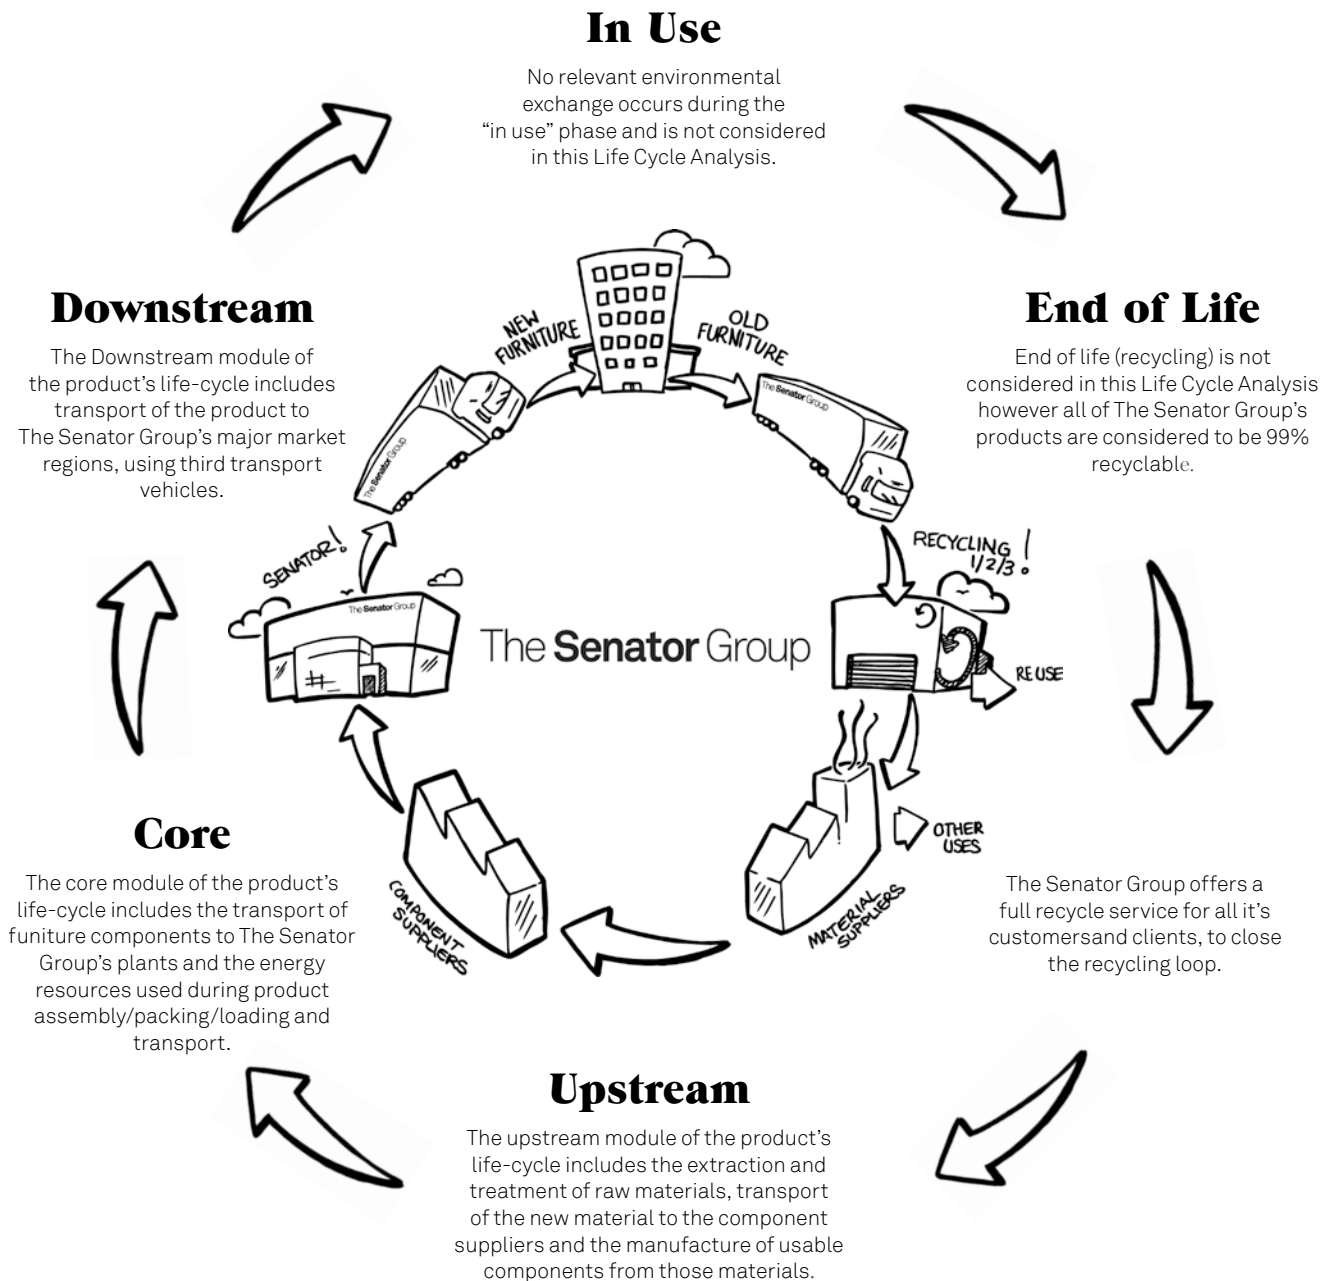 In Use
No relevant environmental
exchange occurs during the
“in use” phase and is not considered
in this Life Cycle Analysis.
Downstream
The Downstream module of
the product’s life-cycle includes
transport of the product to
The Senator Group’s major market
regions, using third transport
vehicles.
End of Life
End of life (recycling) is not
considered in this Life Cycle Analysis
however all of The Senator Group’s
products are considered to be 99%
recyclable.
NEW
FURNITURE
OLD
FURNITURE
The Senator Group
The Senator Group
SENATOR!
RECYCLING
1/2/3!
The Senator Group
The Senator Group
RE USE
OTHER
USES
COMPONENT
SUPPLIERS
MATERIAL
SUPPLIERS
Core
The core module of the product’s
life-cycle includes the transport of
funiture components to The Senator
Group’s plants and the energy
resources used during product
assembly/packing/loading and
transport.
The Senator Group offers a
full recycle service for all it’s
customersand clients, to close
the recycling loop.
Upstream
The upstream module of the product’s
life-cycle includes the extraction and
treatment of raw materials, transport
of the new material to the component
suppliers and the manufacture of usable
components from those materials.